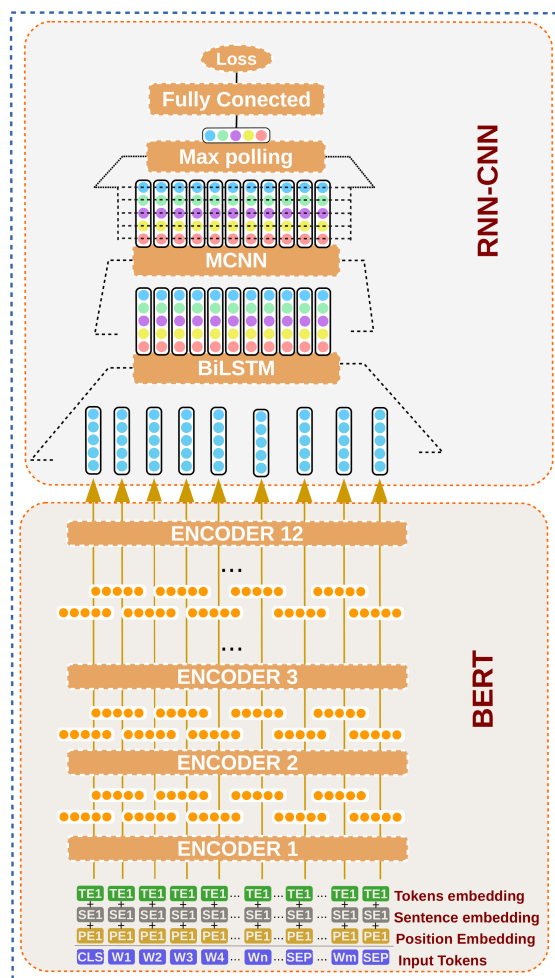 Loss
Fully Conected
Max polling
MCNN
BiLSTM
RNN-CNN
ENCODER 12
...
...
ENCODER 3
ENCODER 2
ENCODER 1
BERT
TE1 TE1 TE1 TE1 TE1 ... TE1 ... TE1 ... TE1 TE1 Tokens embedding
+ + + + + + + + +
SE1 SE1 SE1 SE1 SE1 ... SE1 ... SE1 ... SE1 SE1 Sentence embedding
+ + + + + + + + +
PE1 PE1 PE1 PE1 PE1 ... PE1 ... PE1 ... PE1 PE1 Position Embedding
CLS W1 W2 W3 W4 ... Wn ... SEP ... Wm SEP Input Tokens